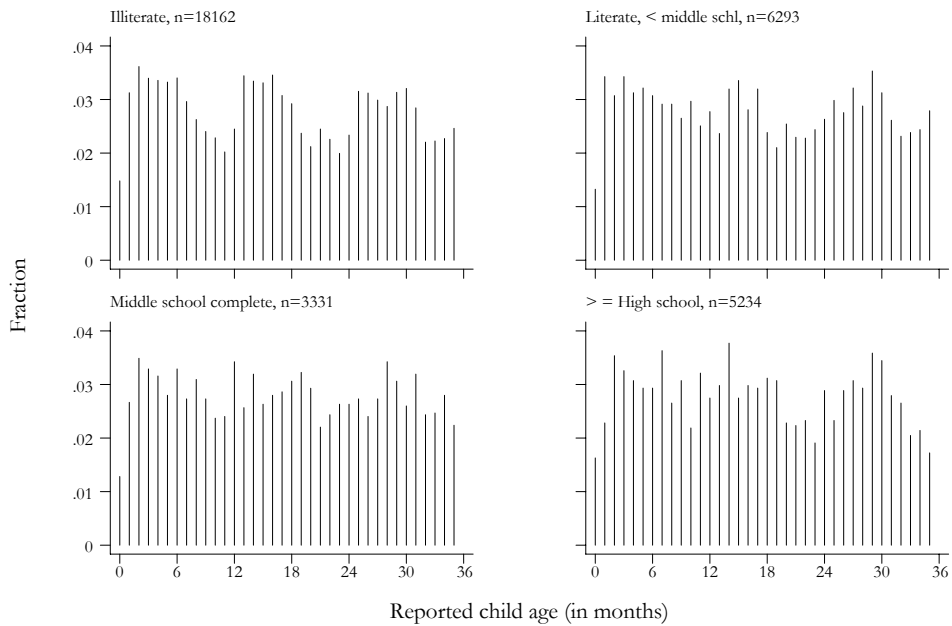 Illiterate, n=18162
Literate, < middle schl, n=6293
.04
.03
.02
.01
0
Middle school complete, n=3331
> = High school, n=5234
.04
.03
.02
.01
0
0 6 12 18 24 30 36
0 6 12 18 24 30 36
Fraction
Reported child age (in months)